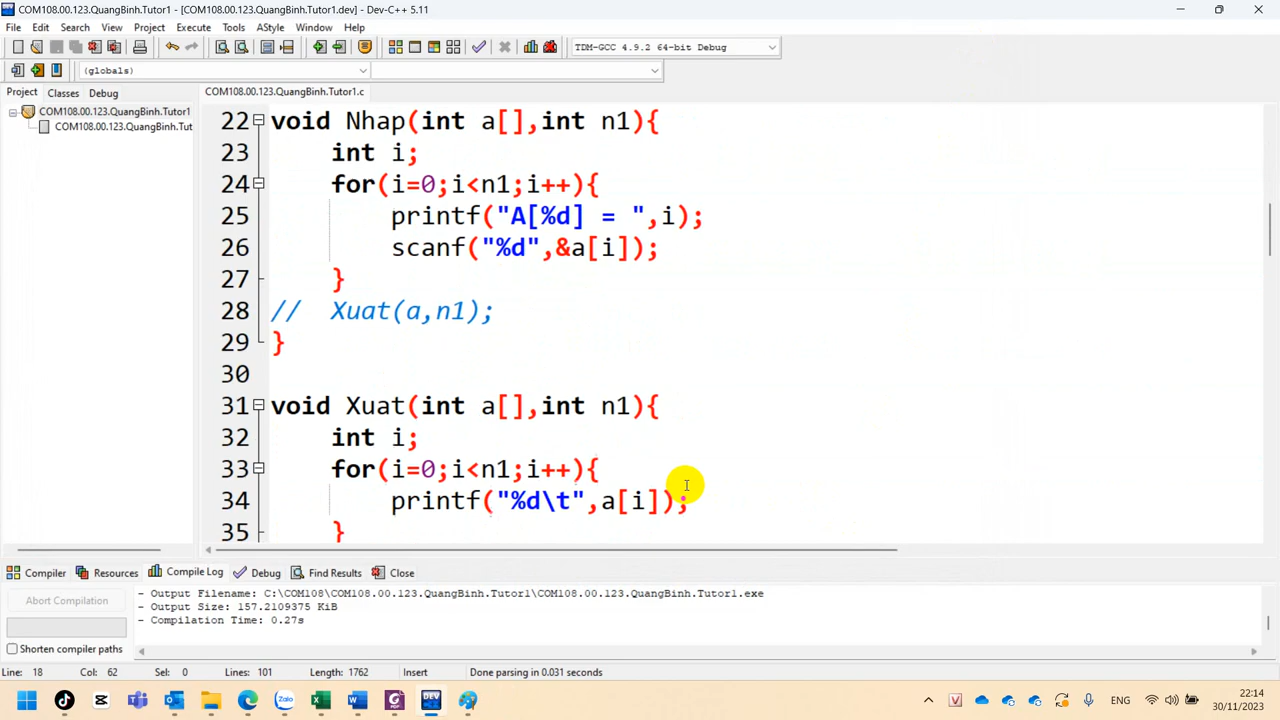 COM108.00.123.QuangBinh.Tutor1 - [COM108.00.123.QuangBinh.Tutor1.dev] - Dev-C++ 5.11
File Edit Search View Project Execute Tools AStyle Window Help
TDM-GCC 4.9.2 64-bit Debug
(globals)
Project Classes Debug
COM108.00.123.QuangBinh.Tutor1.c
COM108.00.123.QuangBinh.Tutor1
COM108.00.123.QuangBinh.Tut
22 void Nhap(int a[],int n1){
23 int i;
24 for(i=0;i<n1;i++){
25 printf("A[%d] = ",i);
26 scanf("%d",&a[i]);
27 }
28 // Xuat(a,n1);
29 }
30
31 void Xuat(int a[],int n1){
32 int i;
33 for(i=0;i<n1;i++){
34 printf("%d\t",a[i]);
35 }
Compiler Resources Compile Log Debug Find Results Close
Abort Compilation
Shorten compiler paths
- Output Filename: C:\COM108\COM108.00.123.QuangBinh.Tutor1\COM108.00.123.QuangBinh.Tutor1.exe
- Output Size: 157.2109375 KiB
- Compilation Time: 0.27s
Line: 18 Col: 62 Sel: 0 Lines: 101 Length: 1762 Insert Done parsing in 0.031 seconds
Zalo
DEV
V
ENG
22:14
30/11/2023